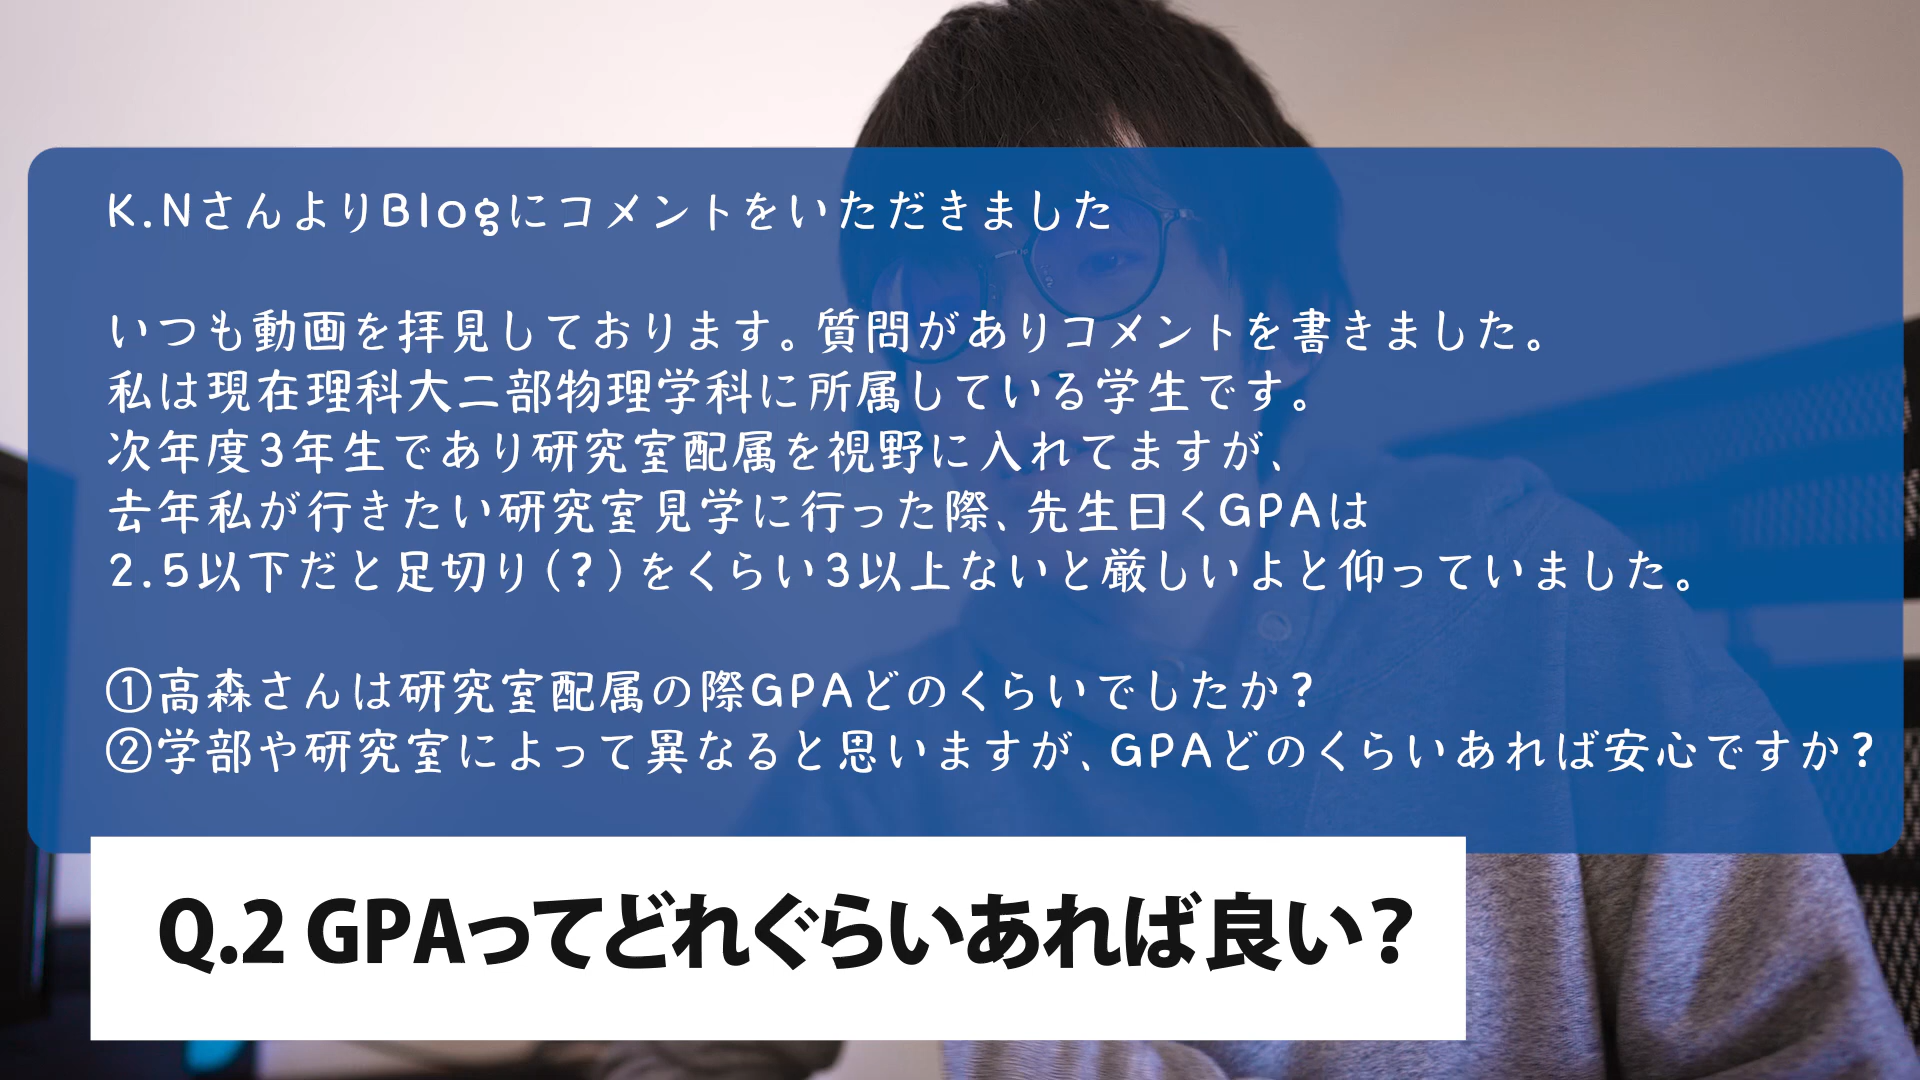 K.NさんよりBlogにコメントをいただきました
いつも動画を拝見しております。質問がありコメントを書きました。
私は現在理科大二部物理学科に所属している学生です。
次年度3年生であり研究室配属を視野に入れてますが、
去年私が行きたい研究室見学に行った際、先生曰くGPAは
2.5以下だと足切り(?)をくらい3以上ないと厳しいよと仰っていました。
①高森さんは研究室配属の際GPAどのくらいでしたか?
②学部や研究室によって異なると思いますが、GPAどのくらいあれば安心ですか?
Q.2 GPAってどれぐらいあれば良い?